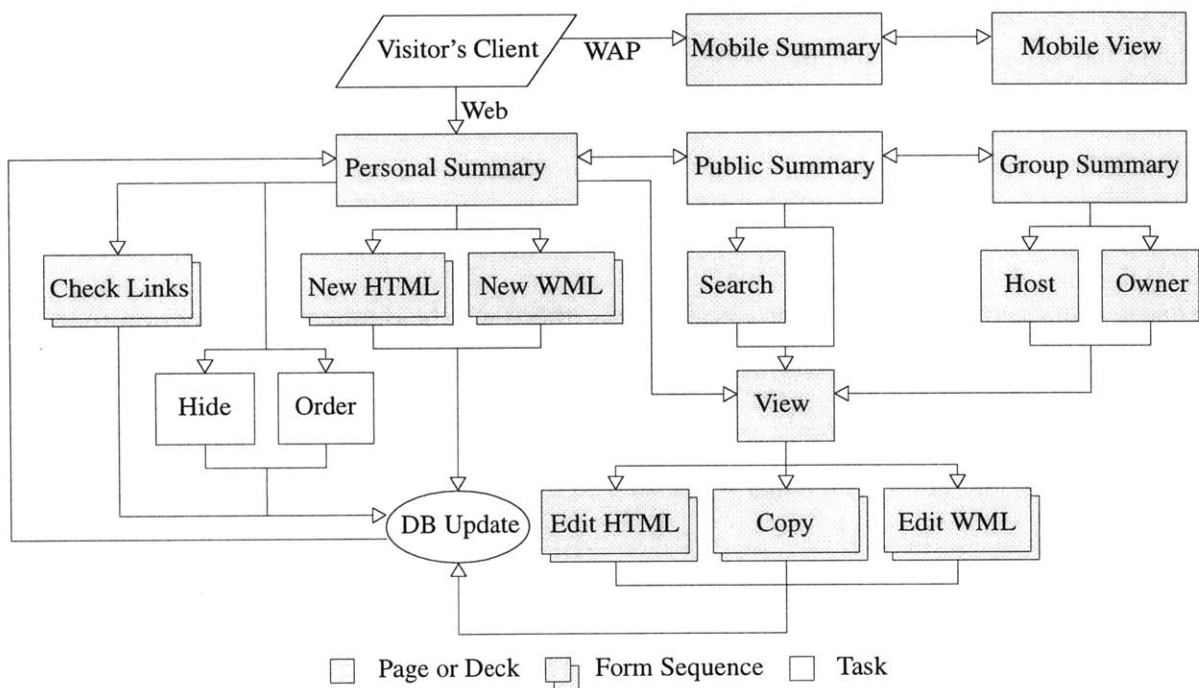 Visitor's Client
WAP
Mobile Summary
Mobile View
Web
Personal Summary
Public Summary
Group Summary
Check Links
New HTML
New WML
Search
Host
Owner
Hide
Order
View
DB Update
Edit HTML
Copy
Edit WML
Page or Deck
Form Sequence
Task